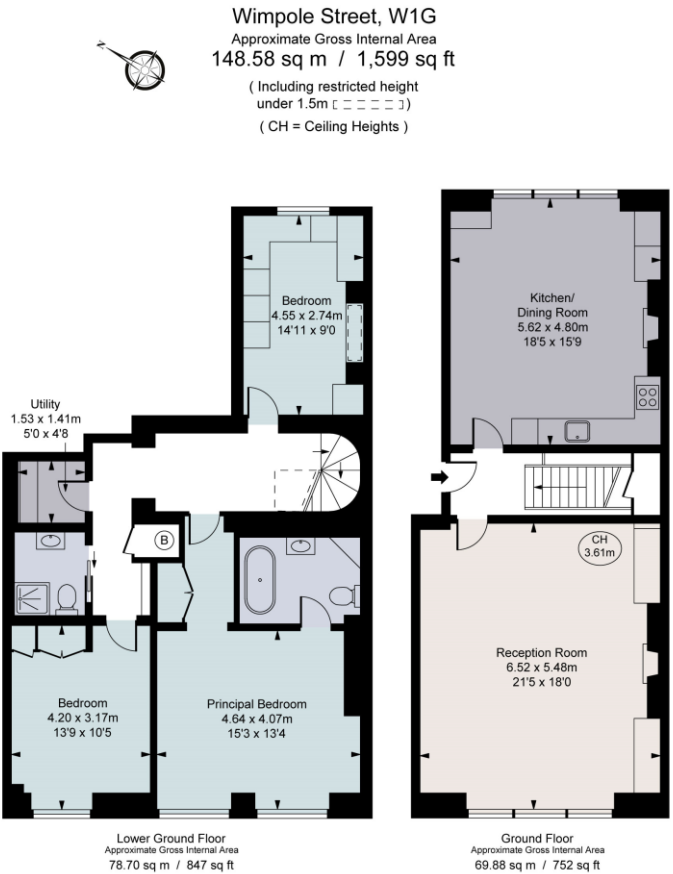 Wimpole Street, W1G
Approximate Gross Internal Area
148.58 sq m / 1,599 sq ft
( Including restricted height
under 1.5m )
( CH = Ceiling Heights )
N
Bedroom
4.55 x 2.74m
14'11 x 9'0
Utility
1.53 x 1.41m
5'0 x 4'8
B
Bedroom
4.20 x 3.17m
13'9 x 10'5
Principal Bedroom
4.64 x 4.07m
15'3 x 13'4
Lower Ground Floor
Approximate Gross Internal Area
78.70 sq m / 847 sq ft
Kitchen/
Dining Room
5.62 x 4.80m
18'5 x 15'9
CH
3.61m
Reception Room
6.52 x 5.48m
21'5 x 18'0
Ground Floor
Approximate Gross Internal Area
69.88 sq m / 752 sq ft